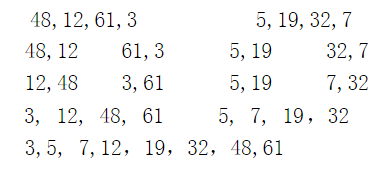 48,12,61,3 5,19,32,7
48,12 61,3 5,19 32,7
12,48 3,61 5,19 7,32
3, 12, 48, 61 5, 7, 19，32
3,5, 7,12，19，32，48,61